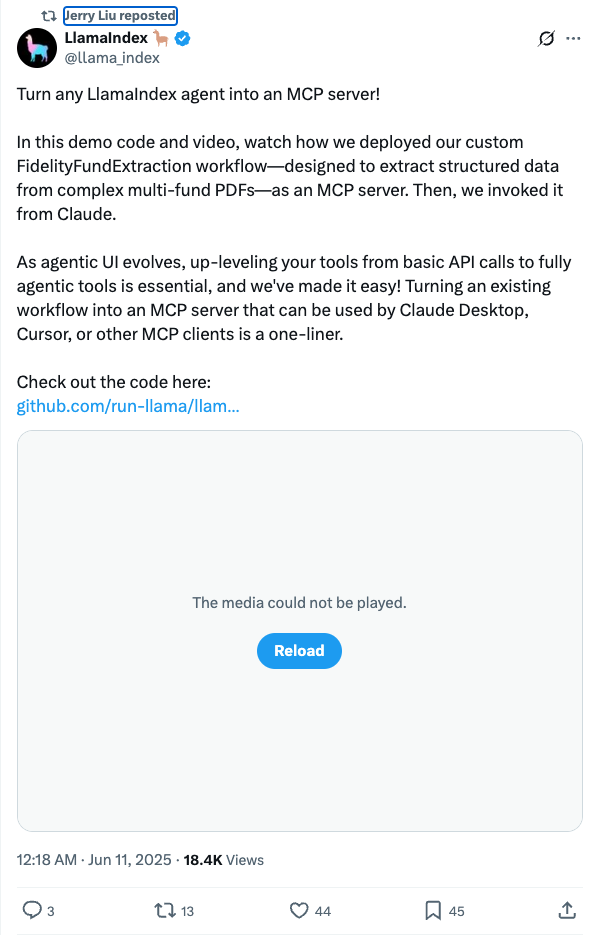 Jerry Liu reposted
LlamaIndex 🦙
@llama_index
Turn any LlamaIndex agent into an MCP server!
In this demo code and video, watch how we deployed our custom
FidelityFundExtraction workflow—designed to extract structured data
from complex multi-fund PDFs—as an MCP server. Then, we invoked it
from Claude.
As agentic UI evolves, up-leveling your tools from basic API calls to fully
agentic tools is essential, and we've made it easy! Turning an existing
workflow into an MCP server that can be used by Claude Desktop,
Cursor, or other MCP clients is a one-liner.
Check out the code here:
github.com/run-llama/llam...
The media could not be played.
Reload
12:18 AM · Jun 11, 2025 · 18.4K Views
3 13 44 45